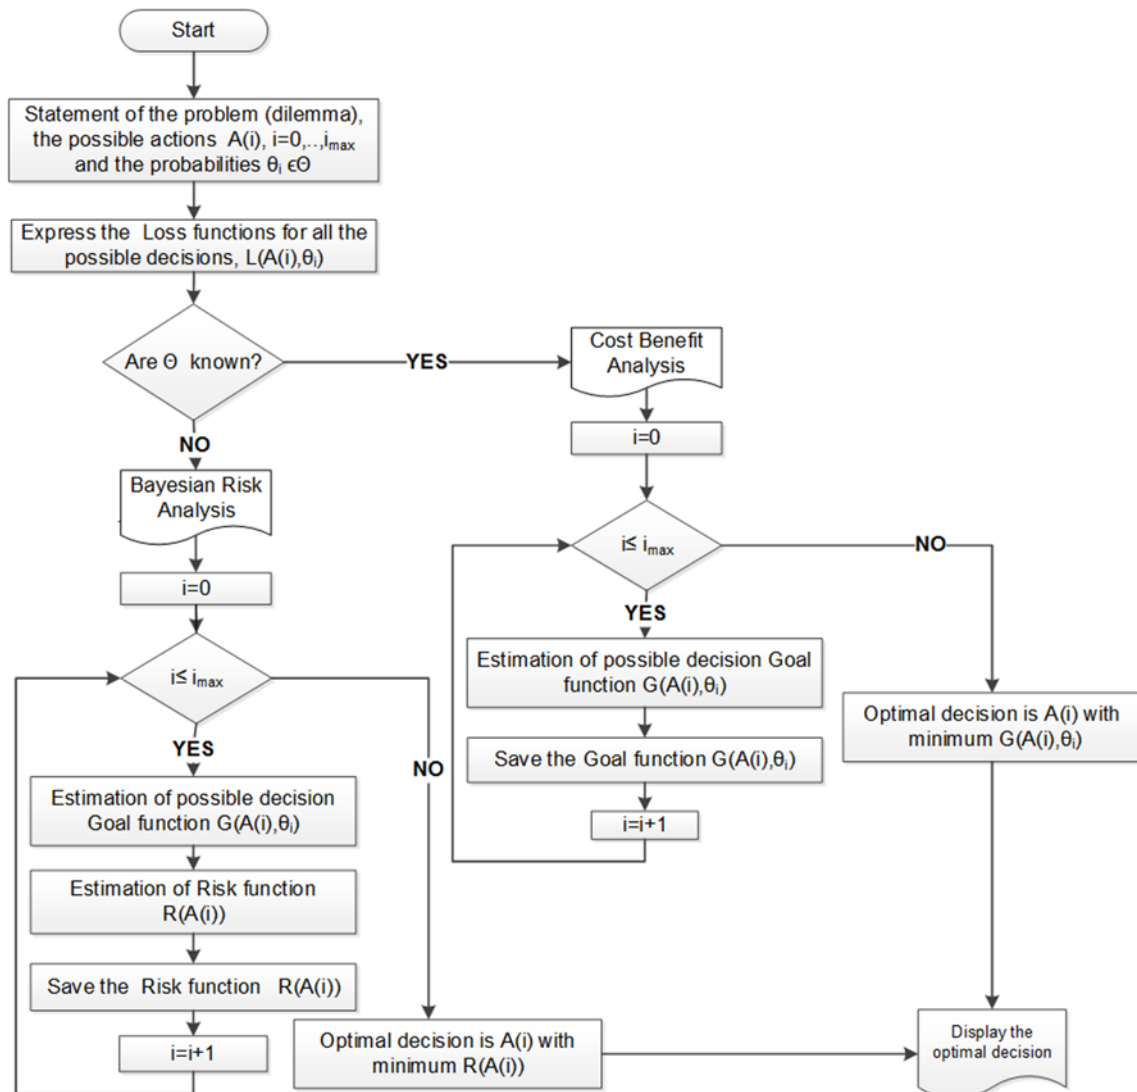 Start
Statement of the problem (dilemma),
the possible actions A(i), i=0,..,imax
and the probabilities θi ϵΘ
Express the Loss functions for all the
possible decisions, L(A(i),θi)
Are Θ known?
YES
Cost Benefit
Analysis
i=0
NO
Bayesian Risk
Analysis
i=0
i≤ imax
NO
YES
Estimation of possible decision Goal
function G(A(i),θi)
Save the Goal function G(A(i),θi)
i=i+1
Optimal decision is A(i) with
minimum G(A(i),θi)
i≤ imax
YES
NO
Estimation of possible decision
Goal function G(A(i),θi)
Estimation of Risk function
R(A(i))
Save the Risk function R(A(i))
i=i+1
Optimal decision is A(i) with
minimum R(A(i))
Display the
optimal decision